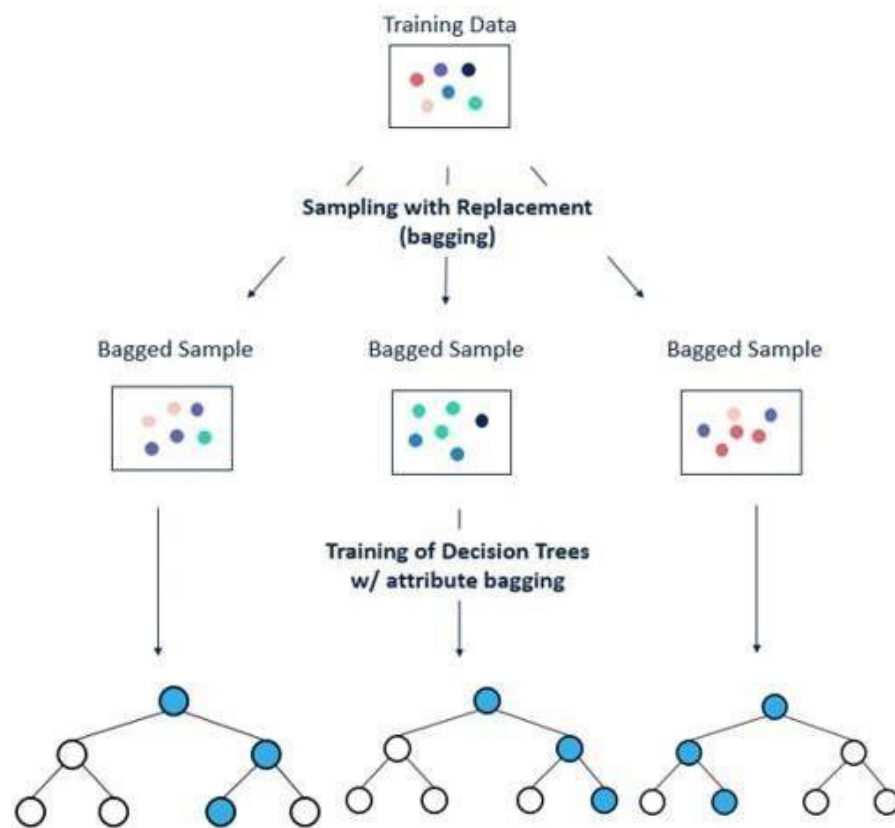 Training Data
Sampling with Replacement
(bagging)
Bagged Sample
Bagged Sample
Bagged Sample
Training of Decision Trees
w/ attribute bagging